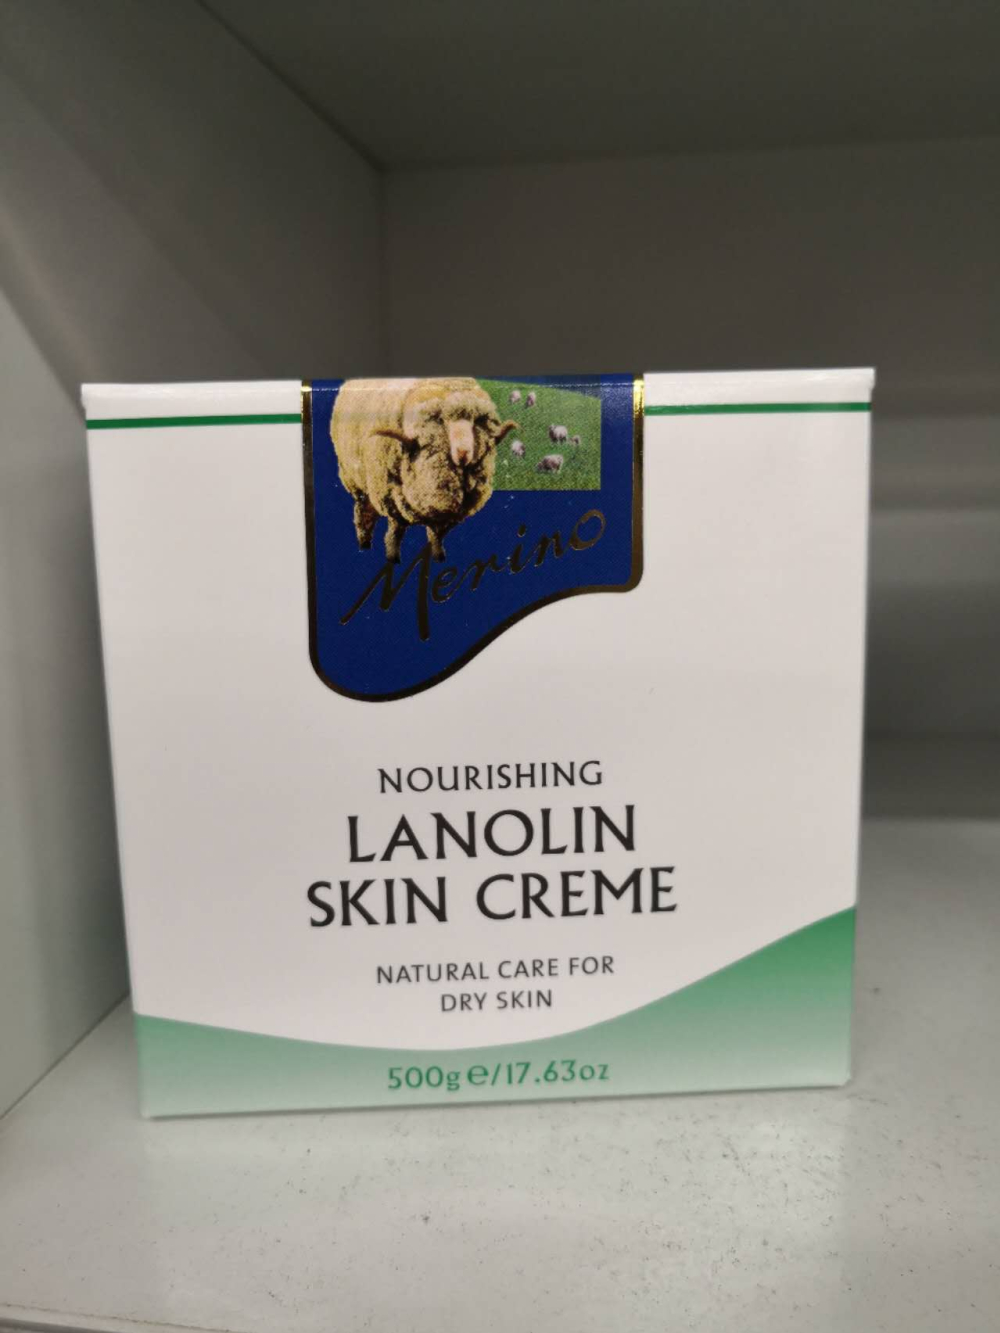 Merino
NOURISHING
LANOLIN
SKIN CREME
NATURAL CARE FOR
DRY SKIN
500g e/17.63oz